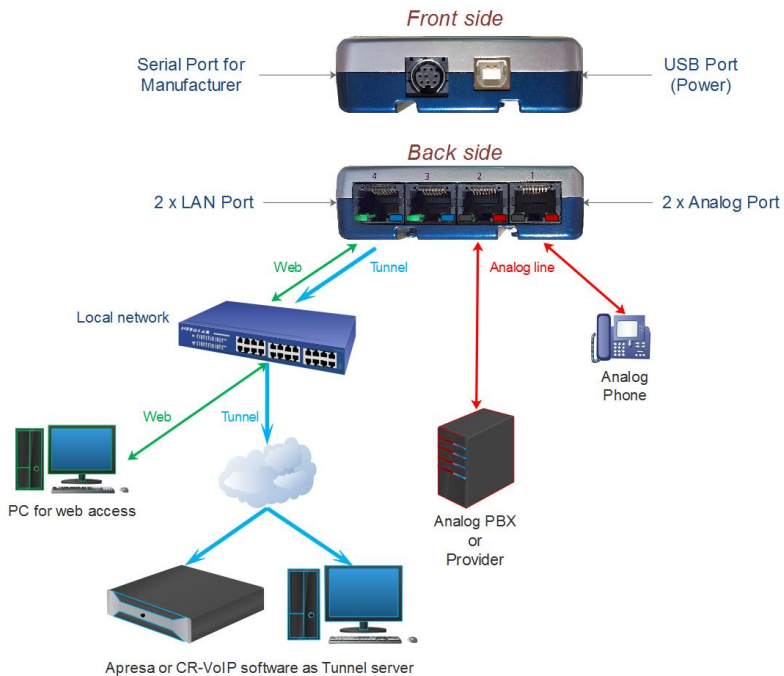 Front side
Serial Port for
Manufacturer
USB Port
(Power)
Back side
4 3 2 1
2 x LAN Port
2 x Analog Port
Web
Tunnel
Analog line
Local network
NETGEAR
Analog
Phone
Web
Tunnel
PC for web access
Analog PBX
or
Provider
Apresa or CR-VoIP software as Tunnel server